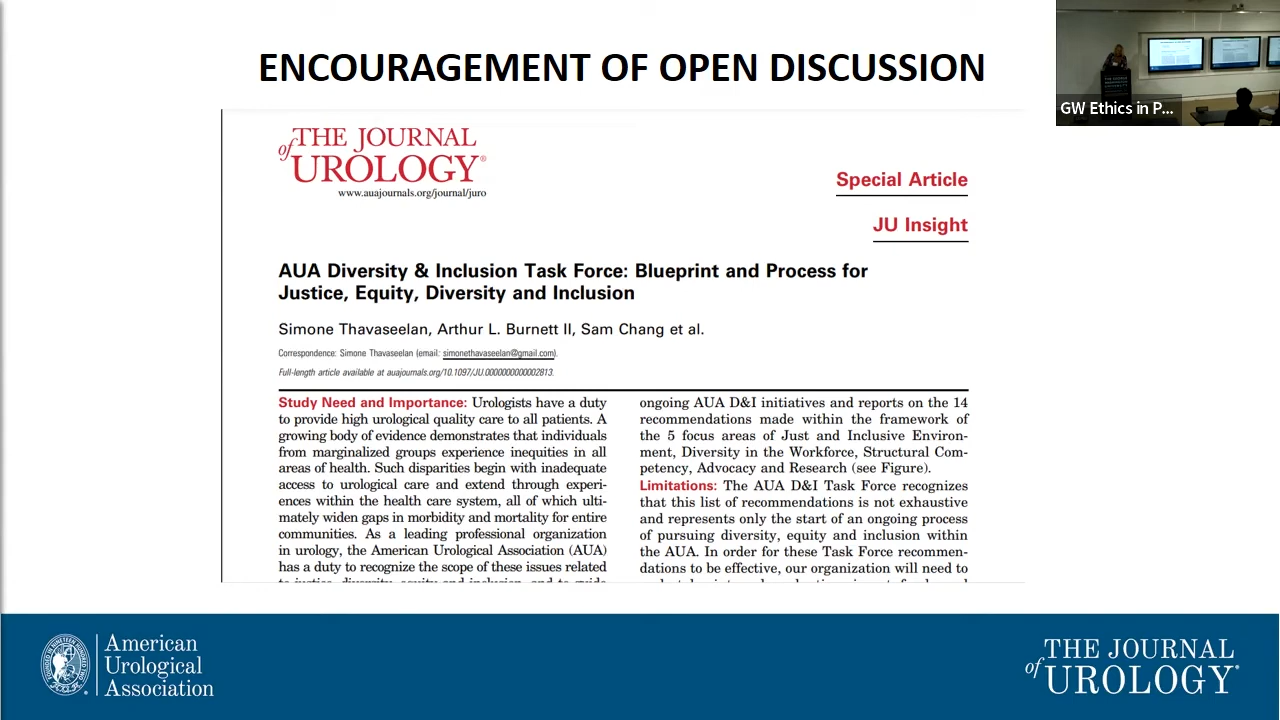 ENCOURAGEMENT OF OPEN DISCUSSION
GW Ethics in P...
THE JOURNAL
of UROLOGY®
www.auajournals.org/journal/juro
Special Article
JU Insight
AUA Diversity & Inclusion Task Force: Blueprint and Process for
Justice, Equity, Diversity and Inclusion
Simone Thavaseelan, Arthur L. Burnett II, Sam Chang et al.
Correspondence: Simone Thavaseelan (email: simonethavaseelan@gmail.com).
Full-length article available at auajournals.org/10.1097/JU.0000000000002813.
Study Need and Importance: Urologists have a duty
to provide high urological quality care to all patients. A
growing body of evidence demonstrates that individuals
from marginalized groups experience inequities in all
areas of health. Such disparities begin with inadequate
access to urological care and extend through experi-
ences within the health care system, all of which ulti-
mately widen gaps in morbidity and mortality for entire
communities. As a leading professional organization
in urology, the American Urological Association (AUA)
has a duty to recognize the scope of these issues related
to justice, diversity, equity and inclusion, and to guide
ongoing AUA D&I initiatives and reports on the 14
recommendations made within the framework of
the 5 focus areas of Just and Inclusive Environ-
ment, Diversity in the Workforce, Structural Com-
petency, Advocacy and Research (see Figure).
Limitations: The AUA D&I Task Force recognizes
that this list of recommendations is not exhaustive
and represents only the start of an ongoing process
of pursuing diversity, equity and inclusion within
the AUA. In order for these Task Force recommen-
dations to be effective, our organization will need to
American
Urological
Association
THE JOURNAL
of UROLOGY®